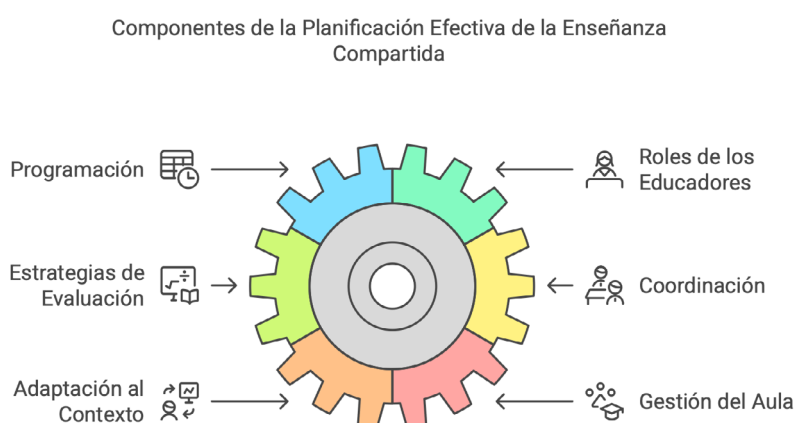 Componentes de la Planificación Efectiva de la Enseñanza
Compartida
Programación
Roles de los
Educadores
Estrategias de
Evaluación
Coordinación
Adaptación al
Contexto
Gestión del Aula